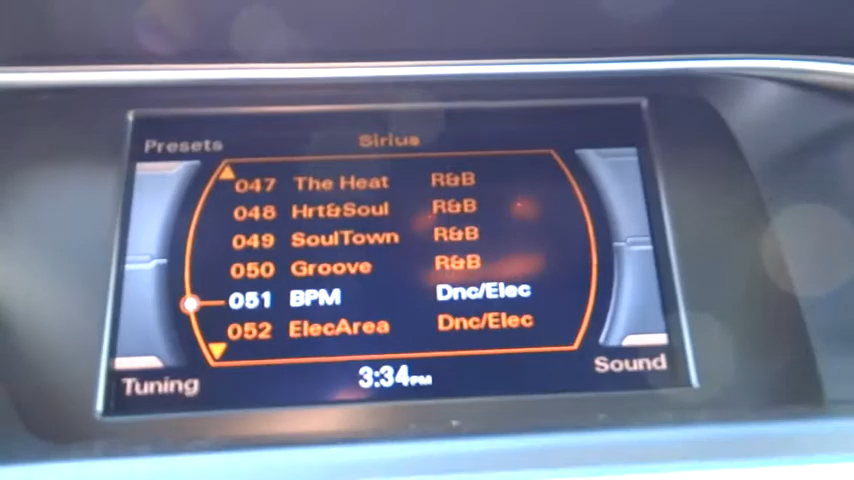 Presets Sirius
047 The Heat R&B
048 Hrt&Soul R&B
049 SoulTown R&B
050 Groove R&B
051 BPM Dnc/Elec
052 ElecArea Dnc/Elec
Tuning 3:34PM Sound